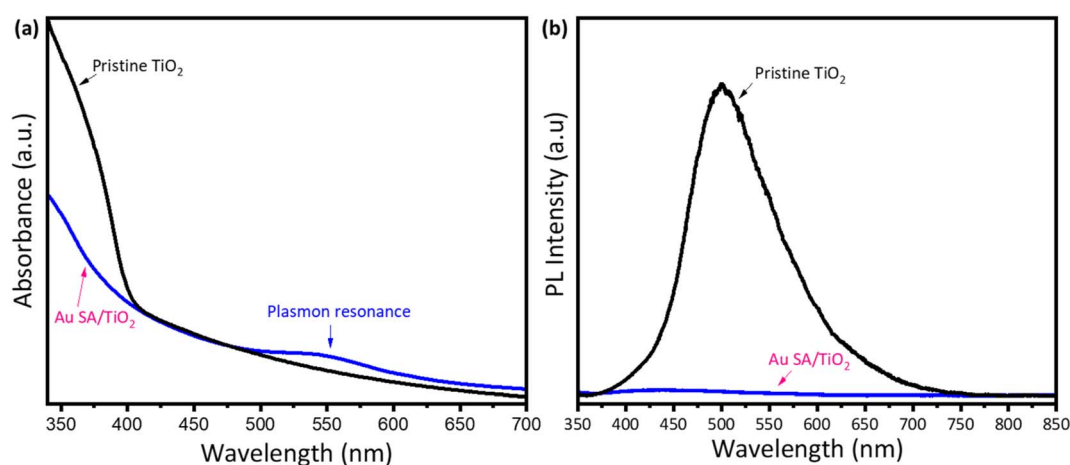 (a)
Pristine TiO₂
Au SA/TiO₂
Plasmon resonance
Absorbance (a.u.)
350 400 450 500 550 600 650 700
Wavelength (nm)
(b)
Pristine TiO₂
Au SA/TiO₂
PL Intensity (a.u)
350 400 450 500 550 600 650 700 750 800 850
Wavelength (nm)